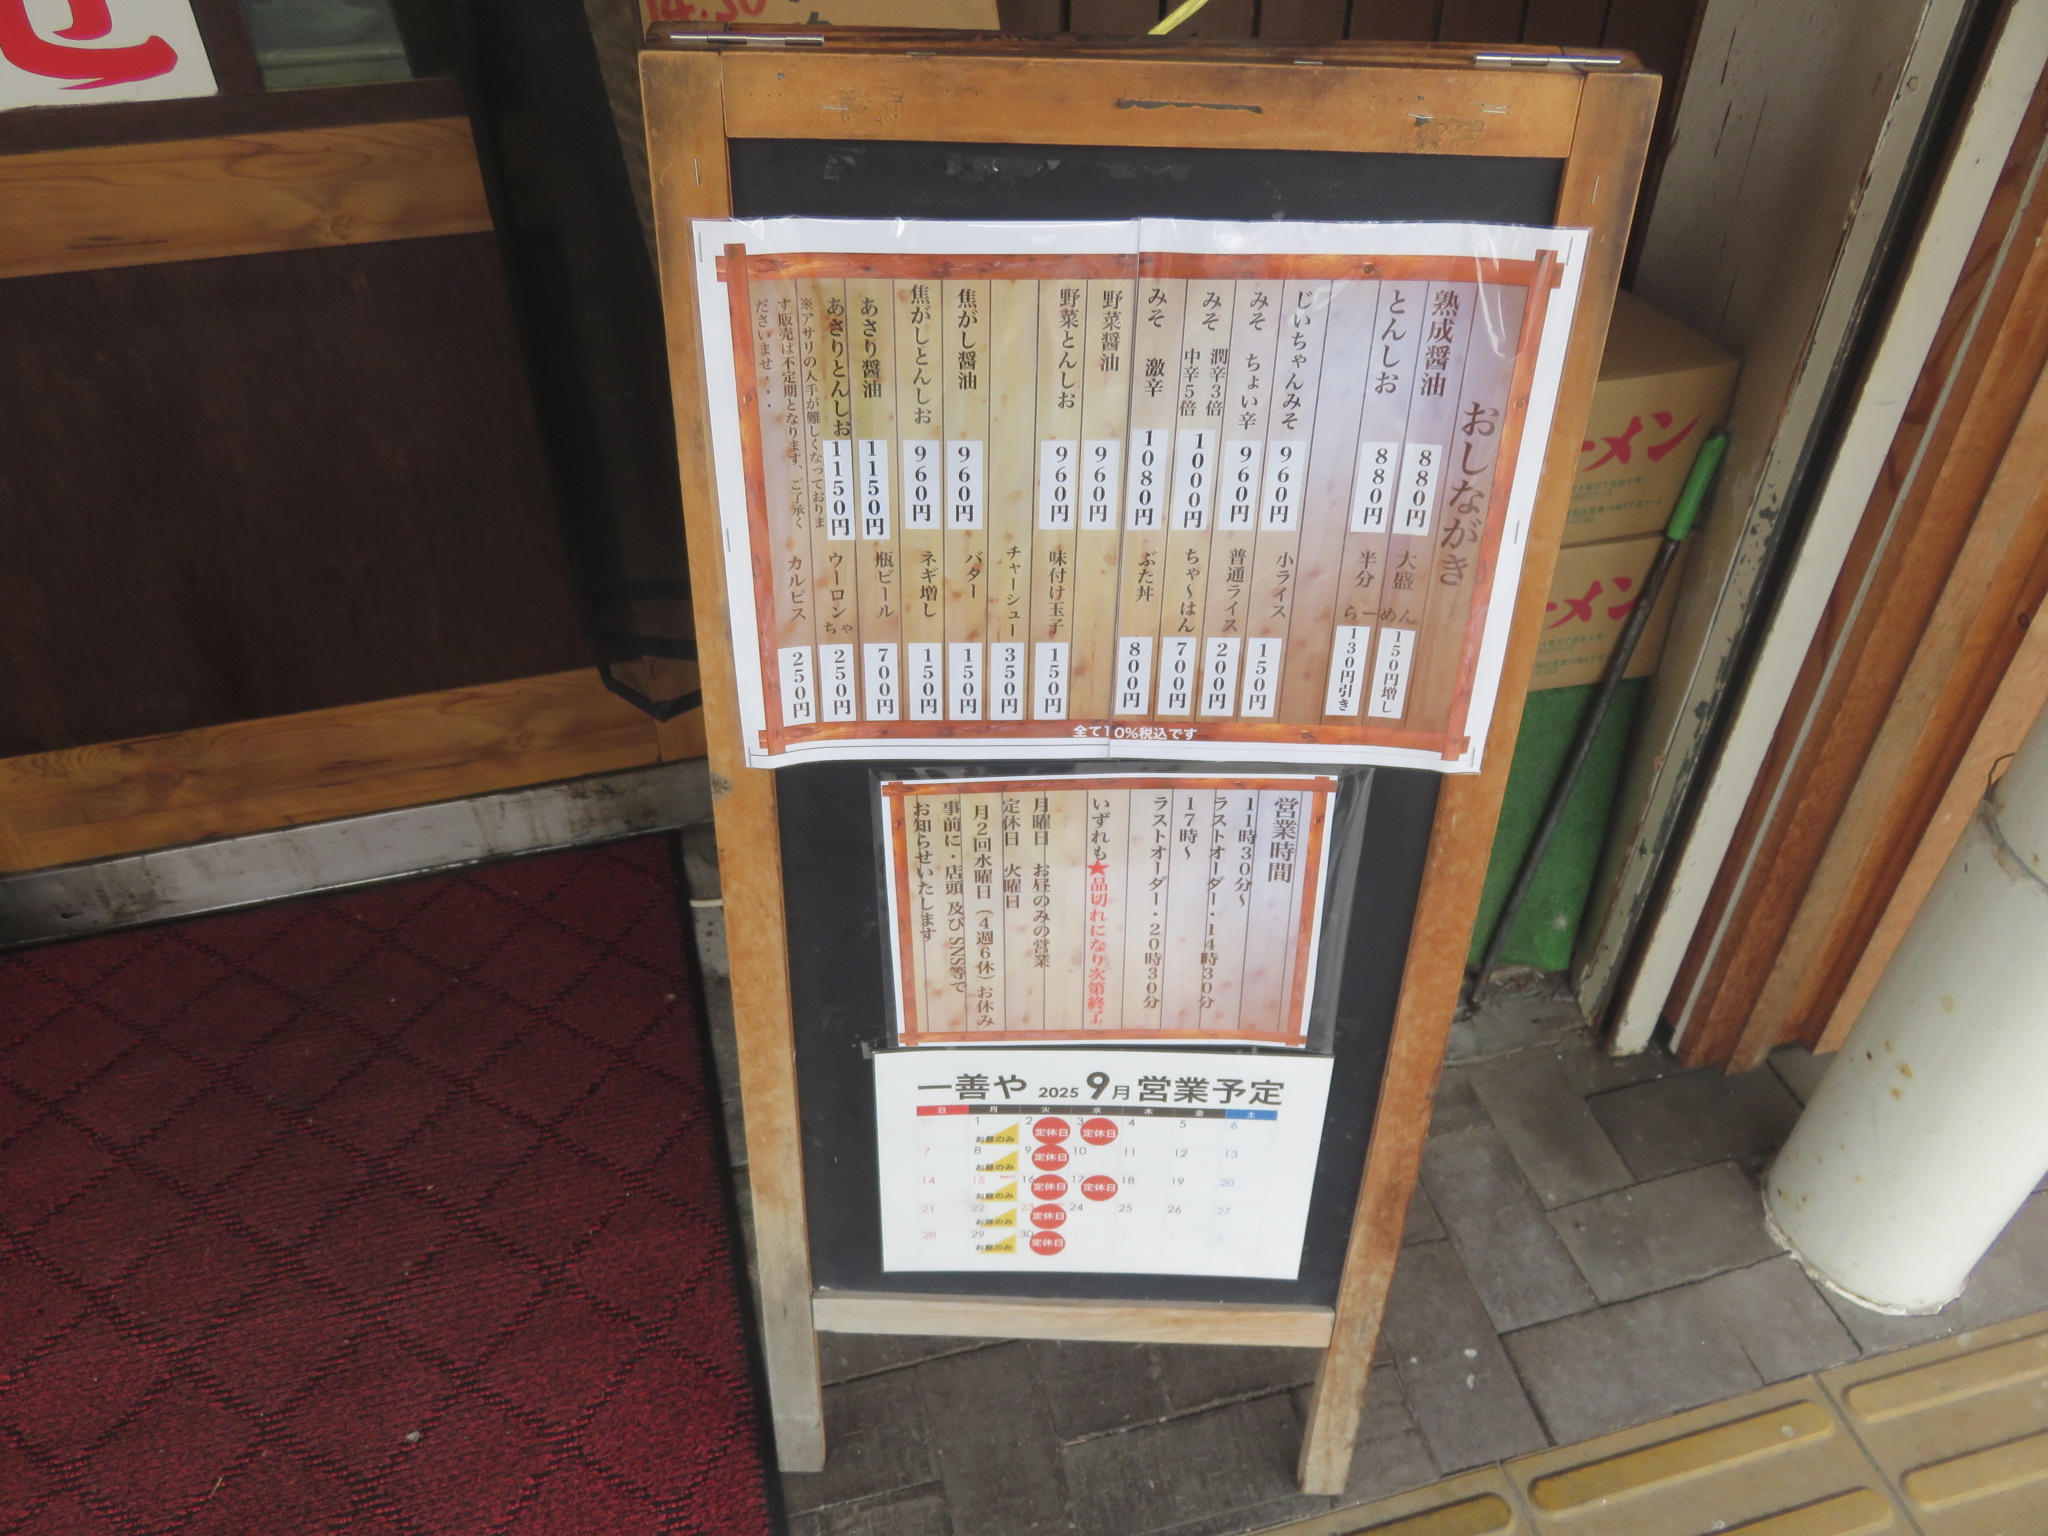 おしながき
熟成醤油 880円
とんしお 880円
じいちゃんみそ 960円
みそ ちょい辛 960円
みそ 潤辛3倍 中辛5倍 1000円
みそ 激辛 1080円
野菜醤油 960円
野菜とんしお 960円
焦がし醤油 960円
焦がしとんしお 960円
あさり醤油 1150円
あさりとんしお 1150円
※アサリの入手が難しくなっておりま
す販売は不定期となります、ご了承く
ださいませ・・・
大盛 らーめん 150円増し
半分 130円引き
小ライス 150円
普通ライス 200円
ちゃ〜はん 700円
ぶた丼 800円
味付け玉子 150円
チャーシュー 350円
バター 150円
ネギ増し 150円
瓶ビール 700円
ウーロンちゃ 250円
カルピス 250円
全て10%税込です
営業時間
11時30分〜
ラストオーダー・14時30分
17時〜
ラストオーダー・20時30分
いずれも★品切れになり次第終了
月曜日 お昼のみの営業
定休日 火曜日
月2回水曜日(4週6休)お休み
事前に・店頭 及び SNS等で
お知らせいたします
一善や 2025 9月 営業予定
日 月 火 水 木 金 土
31 1 お昼のみ 2 定休日 3 定休日 4 5 6
7 8 お昼のみ 9 定休日 10 11 12 13
14 15 お昼のみ 16 定休日 17 定休日 18 19 20
21 22 お昼のみ 23 定休日 24 25 26 27
28 29 お昼のみ 30 定休日
14:30
ーメン
ーメン